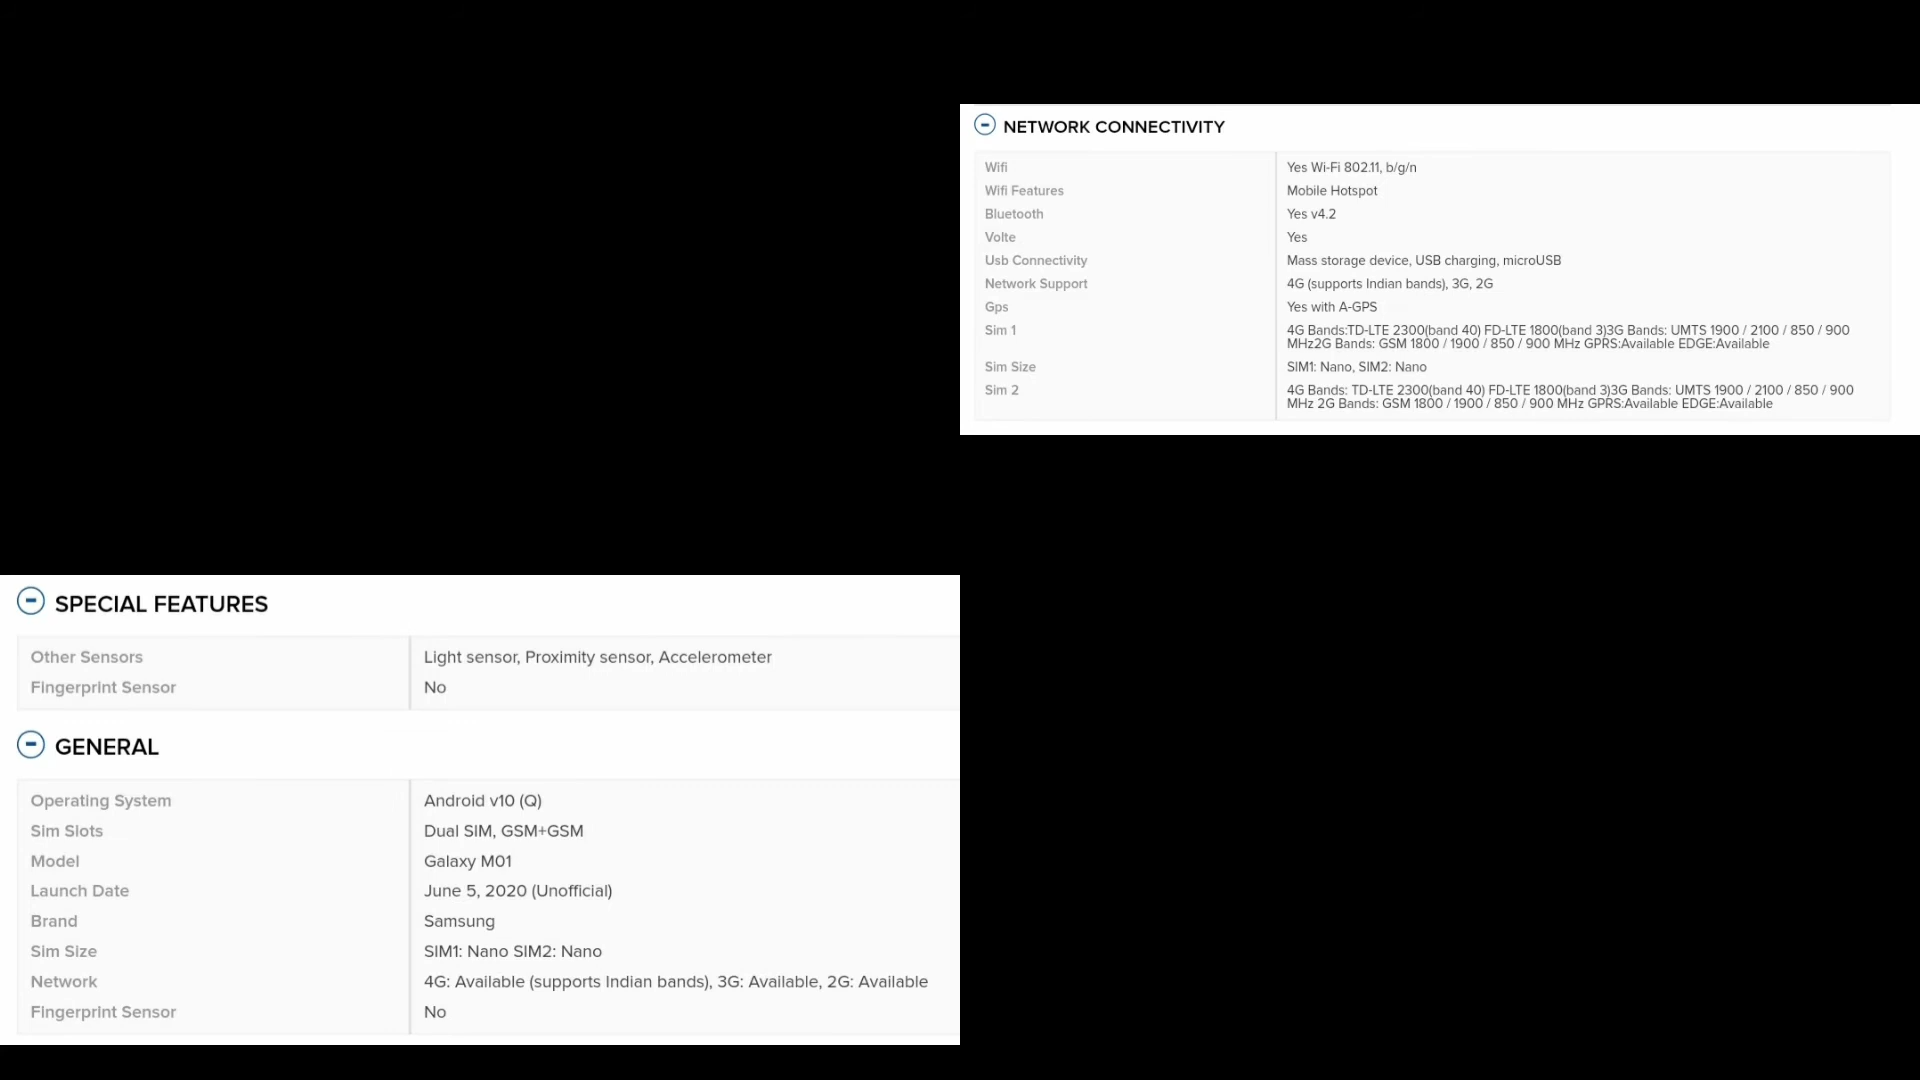 NETWORK CONNECTIVITY
Wifi Yes Wi-Fi 802.11, b/g/n
Wifi Features Mobile Hotspot
Bluetooth Yes v4.2
Volte Yes
Usb Connectivity Mass storage device, USB charging, microUSB
Network Support 4G (supports Indian bands), 3G, 2G
Gps Yes with A-GPS
Sim 1 4G Bands:TD-LTE 2300(band 40) FD-LTE 1800(band 3)3G Bands: UMTS 1900 / 2100 / 850 / 900
MHz2G Bands: GSM 1800 / 1900 / 850 / 900 MHz GPRS:Available EDGE:Available
Sim Size SIM1: Nano, SIM2: Nano
Sim 2 4G Bands: TD-LTE 2300(band 40) FD-LTE 1800(band 3)3G Bands: UMTS 1900 / 2100 / 850 / 900
MHz 2G Bands: GSM 1800 / 1900 / 850 / 900 MHz GPRS:Available EDGE:Available
SPECIAL FEATURES
Other Sensors Light sensor, Proximity sensor, Accelerometer
Fingerprint Sensor No
GENERAL
Operating System Android v10 (Q)
Sim Slots Dual SIM, GSM+GSM
Model Galaxy M01
Launch Date June 5, 2020 (Unofficial)
Brand Samsung
Sim Size SIM1: Nano SIM2: Nano
Network 4G: Available (supports Indian bands), 3G: Available, 2G: Available
Fingerprint Sensor No